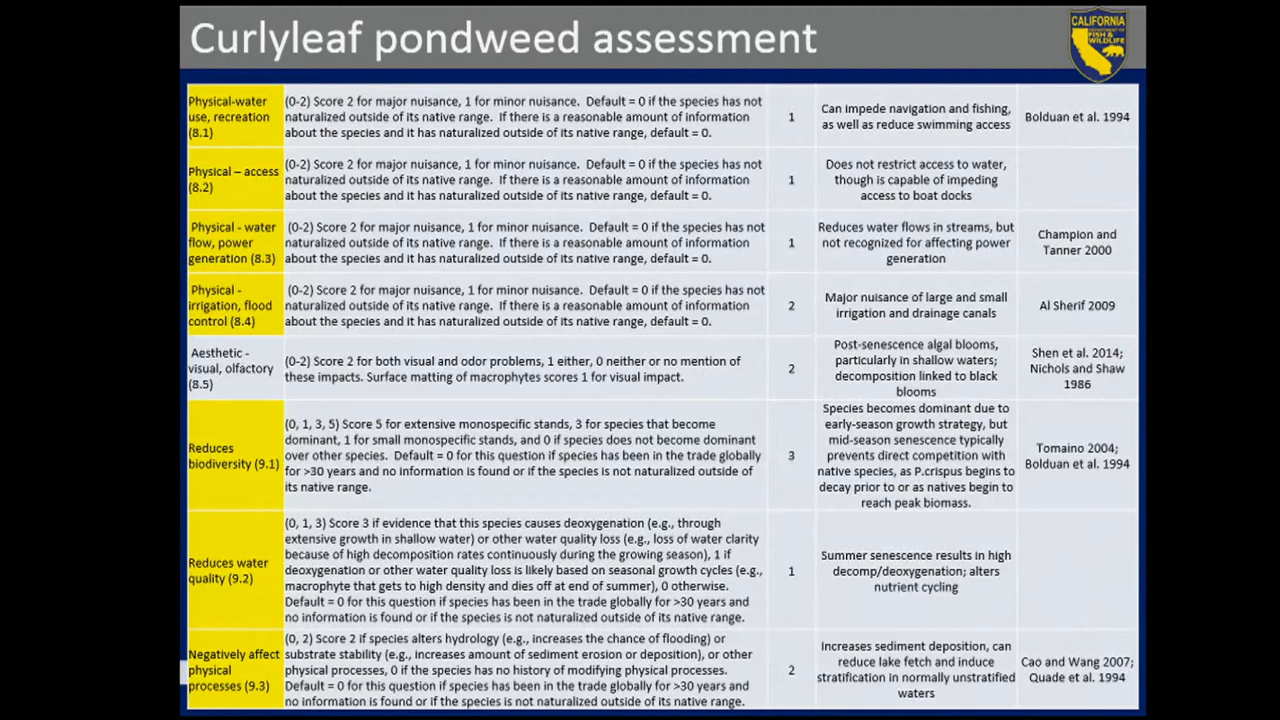 Curlyleaf pondweed assessment
CALIFORNIA
DEPARTMENT OF
FISH &
WILDLIFE
Physical-water
use, recreation
(8.1)
(0-2) Score 2 for major nuisance, 1 for minor nuisance. Default = 0 if the species has not
naturalized outside of its native range. If there is a reasonable amount of information
about the species and it has naturalized outside of its native range, default = 0.
1
Can impede navigation and fishing,
as well as reduce swimming access
Bolduan et al. 1994
Physical – access
(8.2)
(0-2) Score 2 for major nuisance, 1 for minor nuisance. Default = 0 if the species has not
naturalized outside of its native range. If there is a reasonable amount of information
about the species and it has naturalized outside of its native range, default = 0.
1
Does not restrict access to water,
though is capable of impeding
access to boat docks
Physical - water
flow, power
generation (8.3)
(0-2) Score 2 for major nuisance, 1 for minor nuisance. Default = 0 if the species has not
naturalized outside of its native range. If there is a reasonable amount of information
about the species and it has naturalized outside of its native range, default = 0.
1
Reduces water flows in streams, but
not recognized for affecting power
generation
Champion and
Tanner 2000
Physical -
irrigation, flood
control (8.4)
(0-2) Score 2 for major nuisance, 1 for minor nuisance. Default = 0 if the species has not
naturalized outside of its native range. If there is a reasonable amount of information
about the species and it has naturalized outside of its native range, default = 0.
2
Major nuisance of large and small
irrigation and drainage canals
Al Sherif 2009
Aesthetic -
visual, olfactory
(8.5)
(0-2) Score 2 for both visual and odor problems, 1 either, 0 neither or no mention of
these impacts. Surface matting of macrophytes scores 1 for visual impact.
2
Post-senescence algal blooms,
particularly in shallow waters;
decomposition linked to black
blooms
Shen et al. 2014;
Nichols and Shaw
1986
Reduces
biodiversity (9.1)
(0, 1, 3, 5) Score 5 for extensive monospecific stands, 3 for species that become
dominant, 1 for small monospecific stands, and 0 if species does not become dominant
over other species. Default = 0 for this question if species has been in the trade globally
for >30 years and no information is found or if the species is not naturalized outside of
its native range.
3
Species becomes dominant due to
early-season growth strategy, but
mid-season senescence typically
prevents direct competition with
native species, as P.crispus begins to
decay prior to or as natives begin to
reach peak biomass.
Tomaino 2004;
Bolduan et al. 1994
Reduces water
quality (9.2)
(0, 1, 3) Score 3 if evidence that this species causes deoxygenation (e.g., through
extensive growth in shallow water) or other water quality loss (e.g., loss of water clarity
because of high decomposition rates continuously during the growing season), 1 if
deoxygenation or other water quality loss is likely based on seasonal growth cycles (e.g.,
macrophyte that gets to high density and dies off at end of summer), 0 otherwise.
Default = 0 for this question if species has been in the trade globally for >30 years and
no information is found or if the species is not naturalized outside of its native range.
1
Summer senescence results in high
decomp/deoxygenation; alters
nutrient cycling
Negatively affect
physical
processes (9.3)
(0, 2) Score 2 if species alters hydrology (e.g., increases the chance of flooding) or
substrate stability (e.g., increases amount of sediment erosion or deposition), or other
physical processes, 0 if the species has no history of modifying physical processes.
Default = 0 for this question if species has been in the trade globally for >30 years and
no information is found or if the species is not naturalized outside of its native range.
2
Increases sediment deposition, can
reduce lake fetch and induce
stratification in normally unstratified
waters
Cao and Wang 2007;
Quade et al. 1994